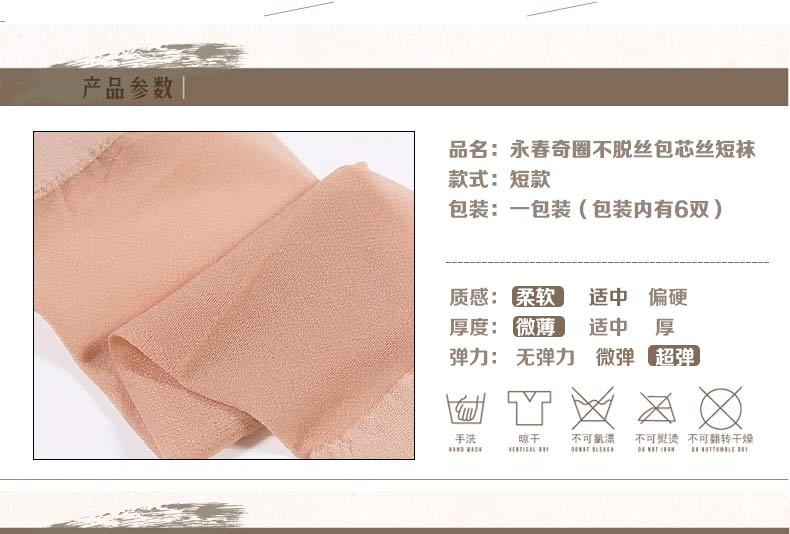 产品参数
品名：永春奇圈不脱丝包芯丝短袜
款式：短款
包装：一包装（包装内有6双）
质感：柔软 适中 偏硬
厚度：微薄 适中 厚
弹力：无弹力 微弹 超弹
手洗 晾干 不可氯漂 不可熨烫 不可翻转干燥
HAND WASH VERTICAL DRY DONOT BLEACH DO NOT IRON DO NOTTUMBLE DRY